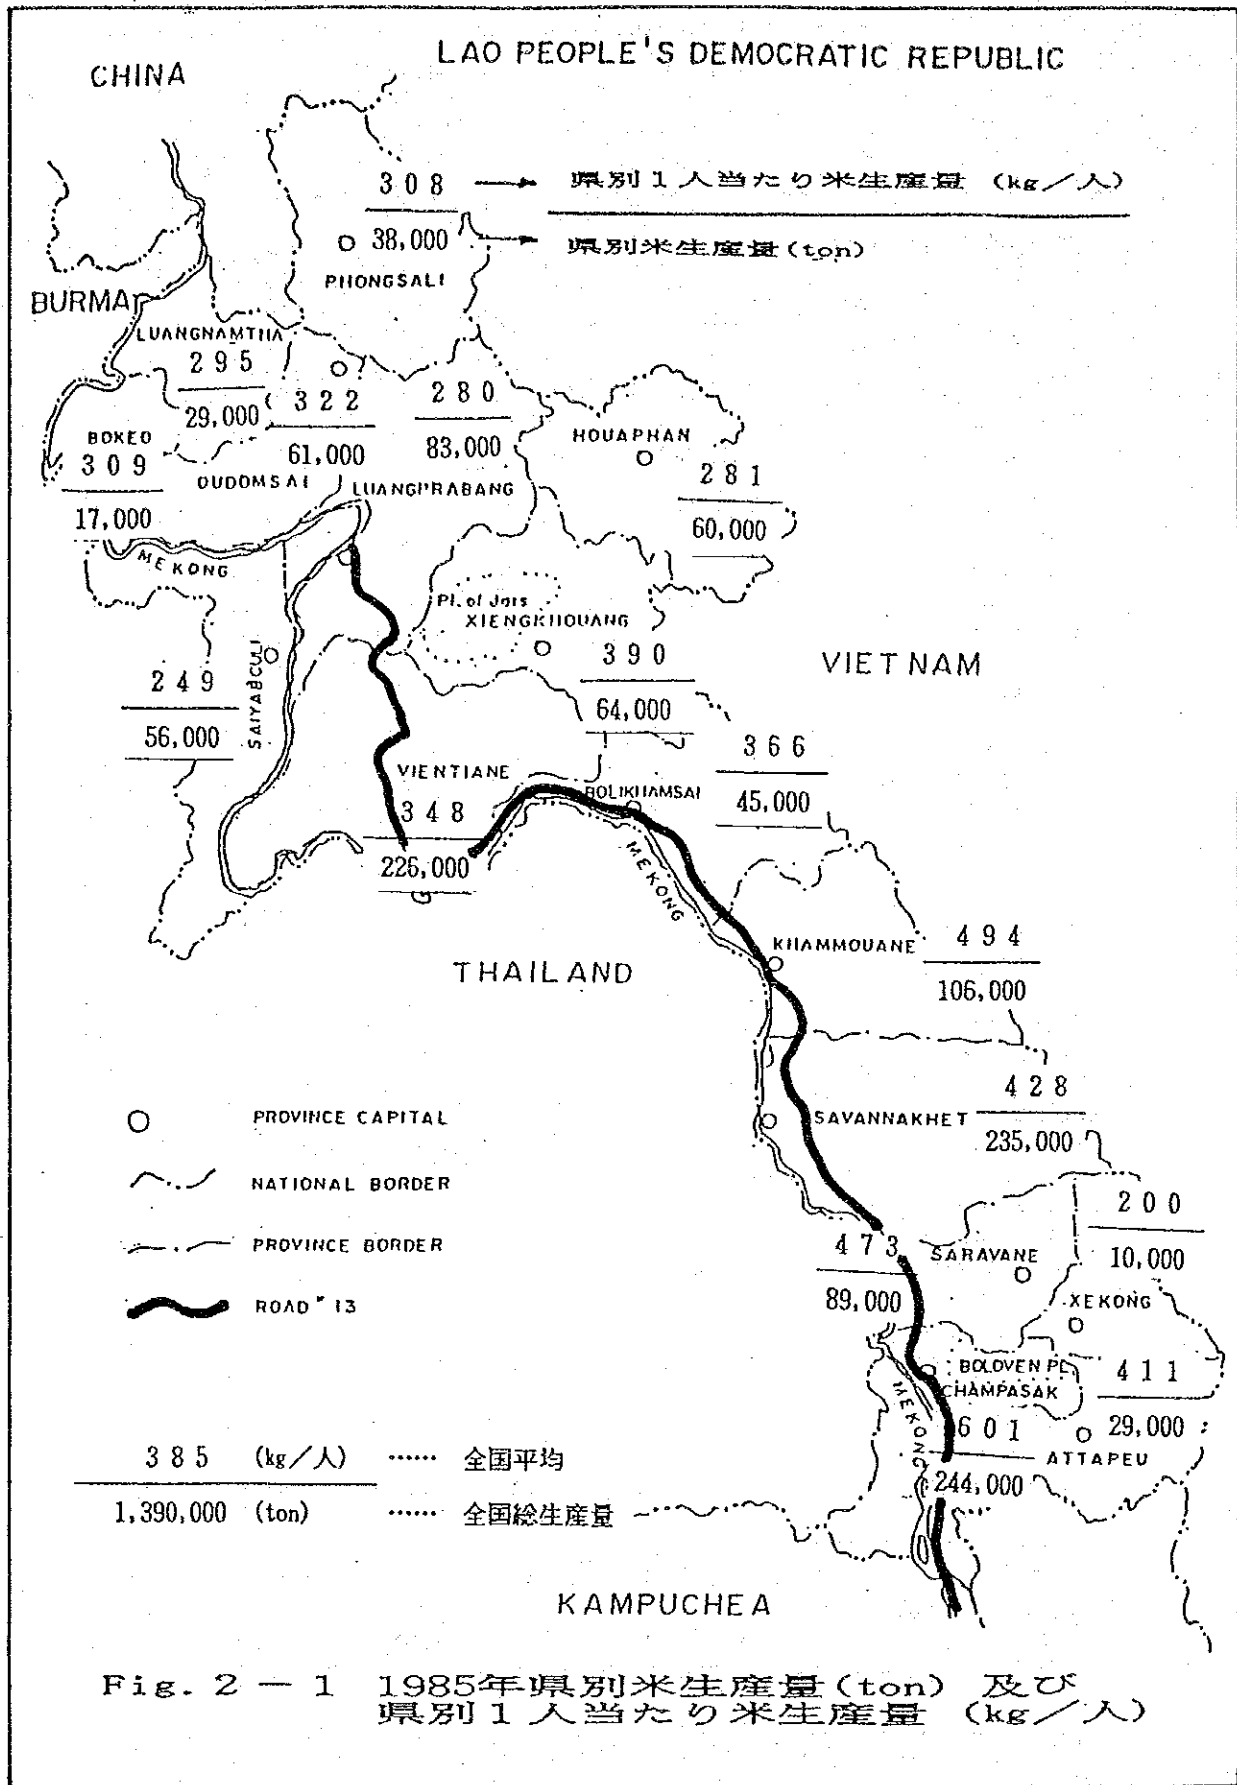 LAO PEOPLE'S DEMOCRATIC REPUBLIC
CHINA
308 県別1人当たり米生産量 (kg/人)
38,000 県別米生産量(ton)
PHONGSALI
BURMA
LUANGNAMTHA
295
29,000
322
61,000
OUDOMSAI
280
83,000
LUANGPRABANG
BOKEO
309
17,000
HOUAPHAN
281
60,000
MEKONG
Pl. of Jars
XIENGKHOUANG
390
64,000
VIETNAM
249
56,000
SAIYABOULI
VIENTIANE
348
226,000
BOLIKHAMSAI
366
45,000
MEKONG
THAILAND
KHAMMOUANE
494
106,000
428
235,000
SAVANNAKHET
PROVINCE CAPITAL
NATIONAL BORDER
PROVINCE BORDER
ROAD # 13
473
89,000
SARAVANE
200
10,000
XEKONG
BOLOVEN PL.
CHAMPASAK
601
244,000
MEKONG
411
29,000
ATTAPEU
385 (kg/人) …… 全国平均
1,390,000 (ton) …… 全国総生産量
KAMPUCHEA
Fig. 2-1 1985年県別米生産量(ton) 及び
県別1人当たり米生産量 (kg/人)